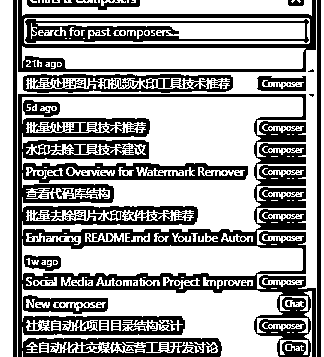 Chats & Composers
Search for past composers...
21h ago
批量处理图片和视频水印工具技术推荐 Composer
5d ago
批量处理工具技术推荐 Composer
水印去除工具技术建议 Composer
Project Overview for Watermark Remover Composer
查看代码库结构 Composer
批量去除图片水印软件技术推荐 Composer
Enhancing README.md for YouTube Auton Composer
1w ago
Social Media Automation Project Improven Composer
New composer Chat
社媒自动化项目目录结构设计 Composer
全自动化社交媒体运营工具开发讨论 Chat